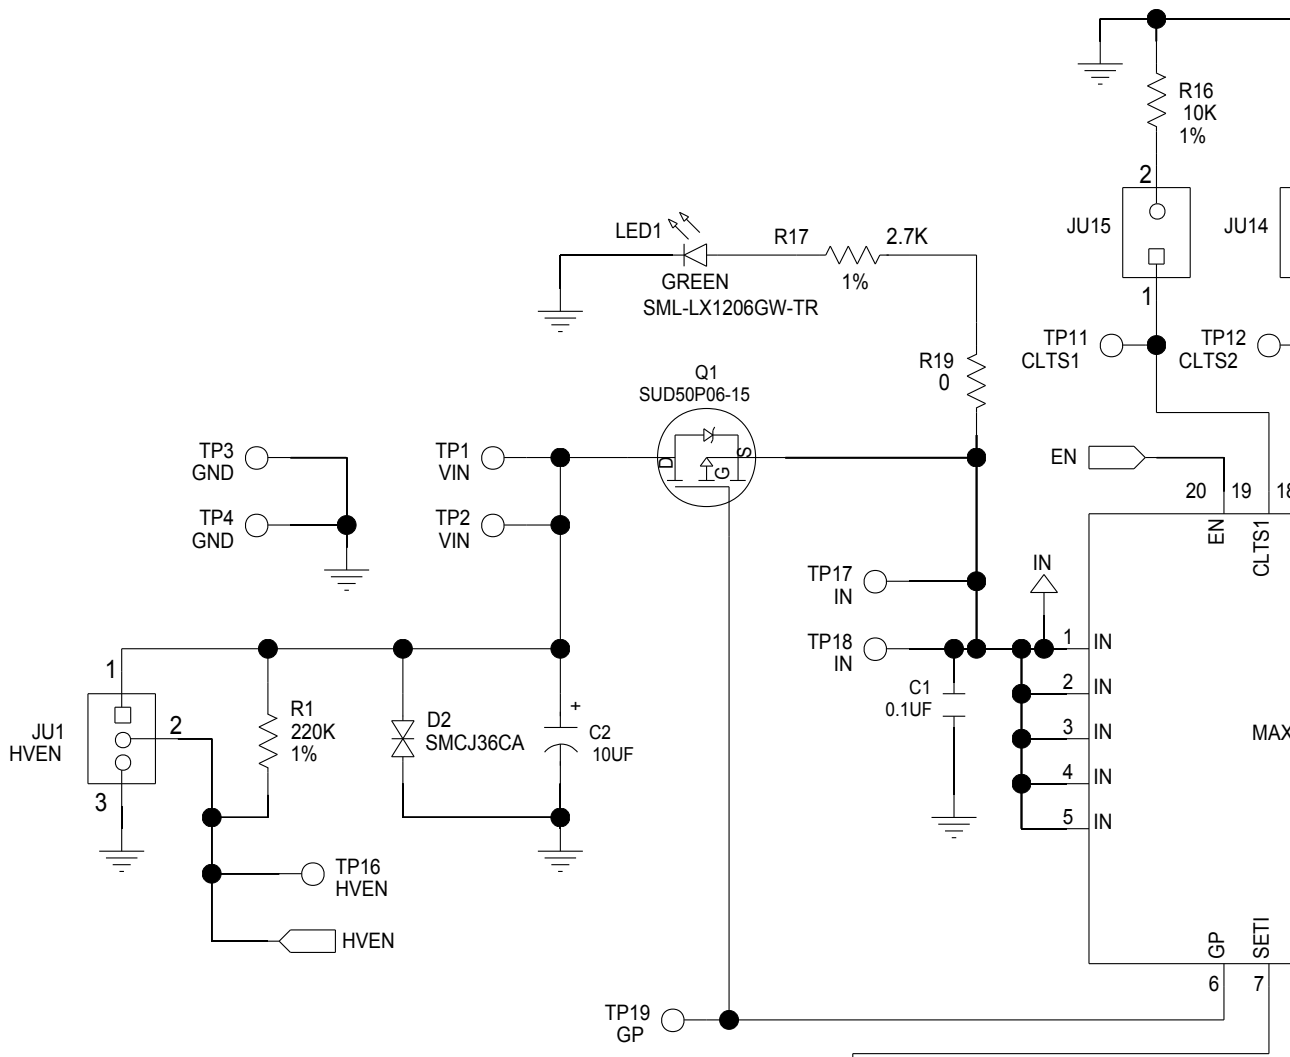 R16
10K
1%
2
JU15
JU14
1
LED1
R17
2.7K
GREEN
1%
SML-LX1206GW-TR
TP11
CLTS1
TP12
CLTS2
R19
0
Q1
SUD50P06-15
D
G
S
TP3
GND
TP1
VIN
EN
TP4
GND
TP2
VIN
20
19
18
EN
CLTS1
TP17
IN
IN
TP18
IN
1
IN
2
IN
3
IN
4
IN
5
IN
C1
0.1UF
MAX
1
JU1
HVEN
2
3
R1
220K
1%
D2
SMCJ36CA
+
C2
10UF
TP16
HVEN
HVEN
GP
SETI
6
7
TP19
GP